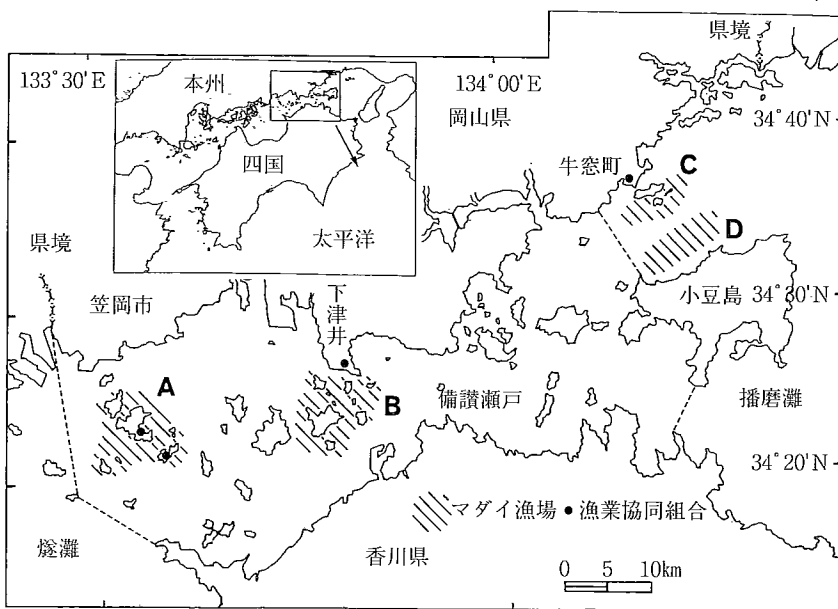 県境
133°30'E
134°00'E
本州
岡山県
34°40'N
四国
牛窓町
C
太平洋
D
県境
小豆島
34°30'N
笠岡市
下津井
A
B
備讃瀬戸
播磨灘
34°20'N
マダイ漁場
漁業協同組合
燧灘
香川県
0 5 10km